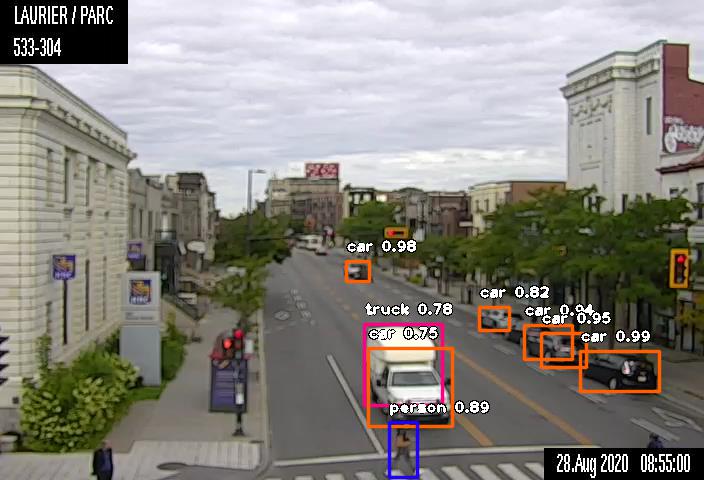 LAURIER / PARC
533-304
car 0.98
car 0.82
truck 0.78
car 0.94
car 0.95
car 0.75
car 0.99
person 0.89
28.Aug 2020 08:55:00